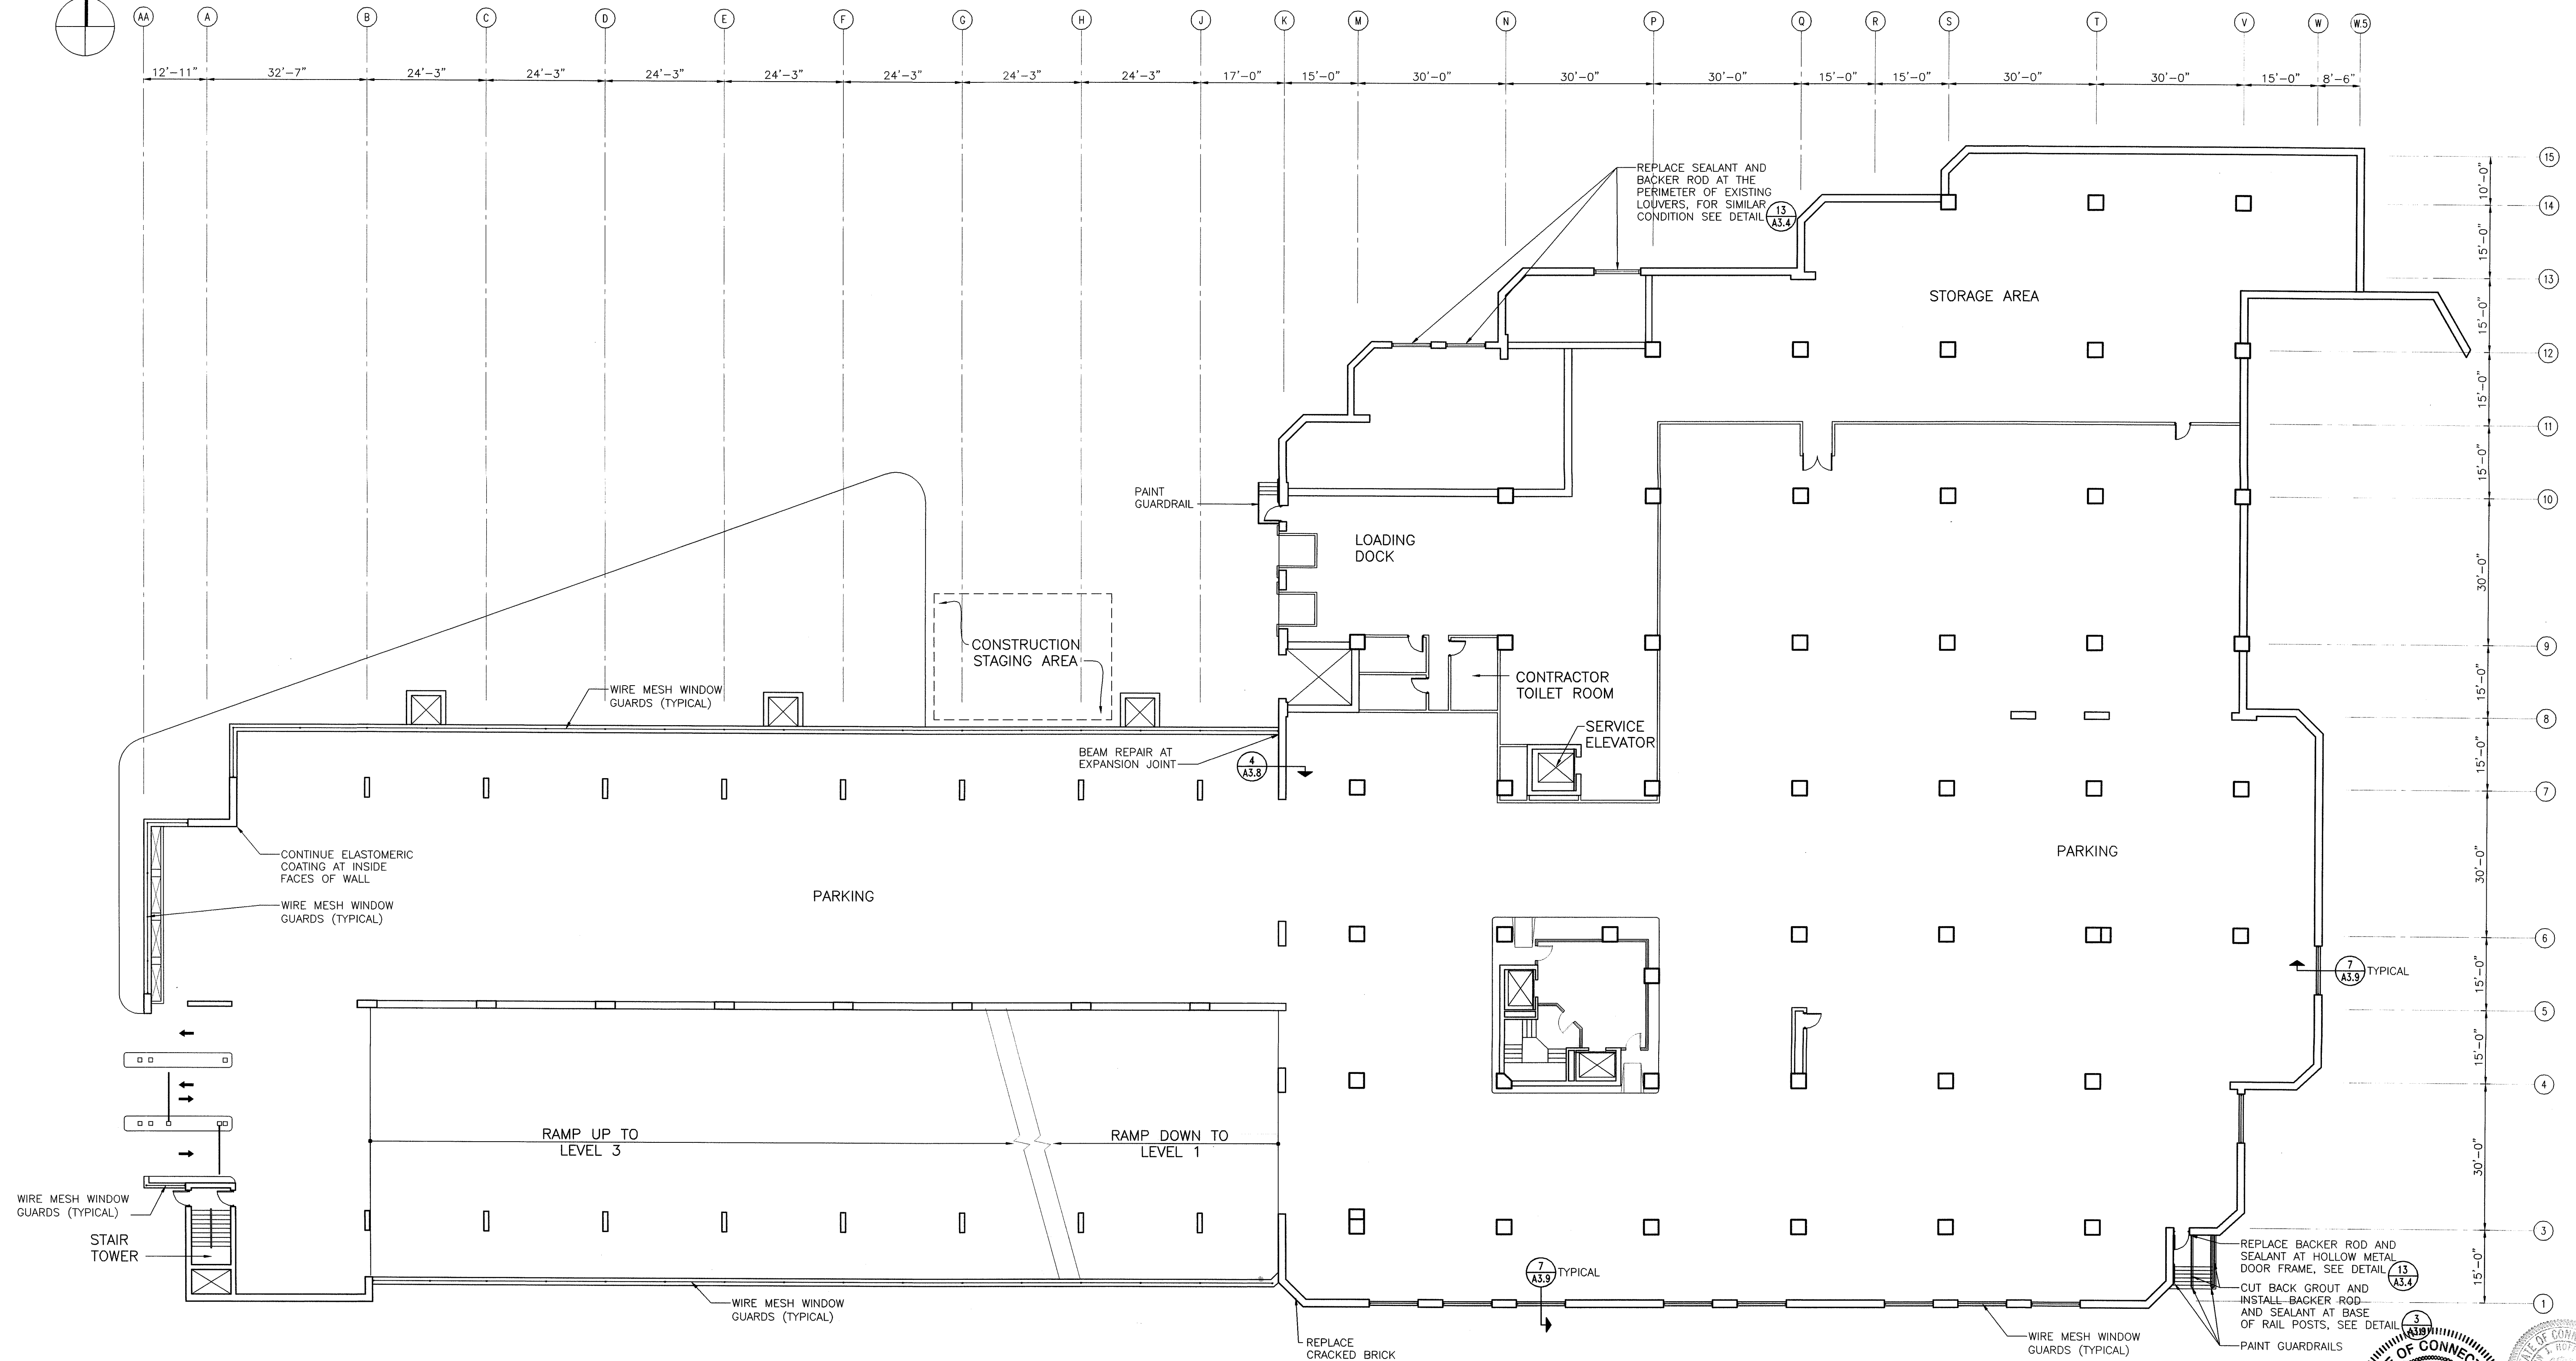 AA A B C D E F G H J K M N P Q R S T V W W.5
12'-11" 32'-7" 24'-3" 24'-3" 24'-3" 24'-3" 24'-3" 24'-3" 24'-3" 17'-0" 15'-0" 30'-0" 30'-0" 30'-0" 15'-0" 15'-0" 30'-0" 30'-0" 15'-0" 8'-6"
15
10'-0"
14
15'-0"
13
15'-0"
12
15'-0"
11
15'-0"
10
30'-0"
9
15'-0"
8
15'-0"
7
30'-0"
6
15'-0"
5
15'-0"
4
30'-0"
3
15'-0"
1
REPLACE SEALANT AND
BACKER ROD AT THE
PERIMETER OF EXISTING
LOUVERS, FOR SIMILAR
CONDITION SEE DETAIL
13
A3.4
STORAGE AREA
PAINT
GUARDRAIL
LOADING
DOCK
CONSTRUCTION
STAGING AREA
CONTRACTOR
TOILET ROOM
WIRE MESH WINDOW
GUARDS (TYPICAL)
SERVICE
ELEVATOR
BEAM REPAIR AT
EXPANSION JOINT
4
A3.8
CONTINUE ELASTOMERIC
COATING AT INSIDE
FACES OF WALL
WIRE MESH WINDOW
GUARDS (TYPICAL)
PARKING
PARKING
7
A3.9
TYPICAL
RAMP UP TO
LEVEL 3
RAMP DOWN TO
LEVEL 1
WIRE MESH WINDOW
GUARDS (TYPICAL)
STAIR
TOWER
WIRE MESH WINDOW
GUARDS (TYPICAL)
7
A3.9
TYPICAL
REPLACE
CRACKED BRICK
WIRE MESH WINDOW
GUARDS (TYPICAL)
REPLACE BACKER ROD AND
SEALANT AT HOLLOW METAL
DOOR FRAME, SEE DETAIL
13
A3.4
CUT BACK GROUT AND
INSTALL BACKER ROD
AND SEALANT AT BASE
OF RAIL POSTS, SEE DETAIL
3
A3.9
PAINT GUARDRAILS
OF CONNEC